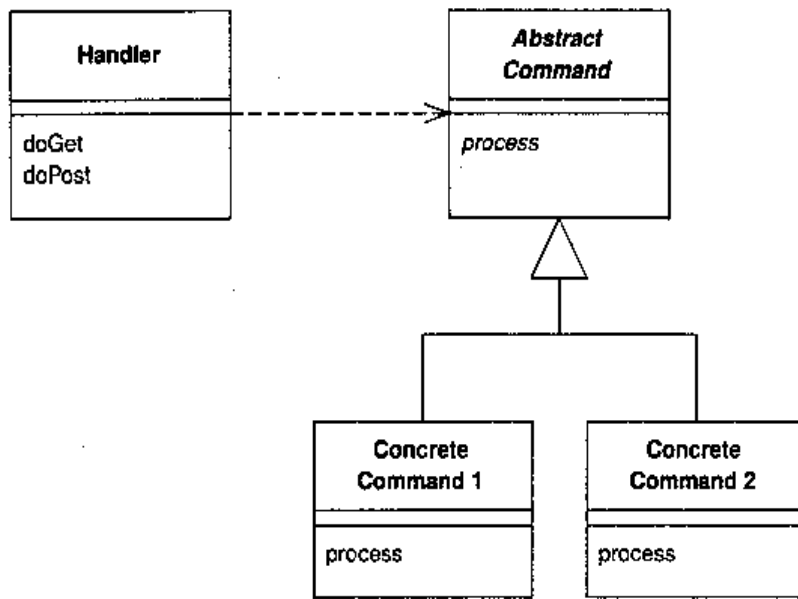 Handler
doGet
doPost
Abstract
Command
process
Concrete
Command 1
process
Concrete
Command 2
process